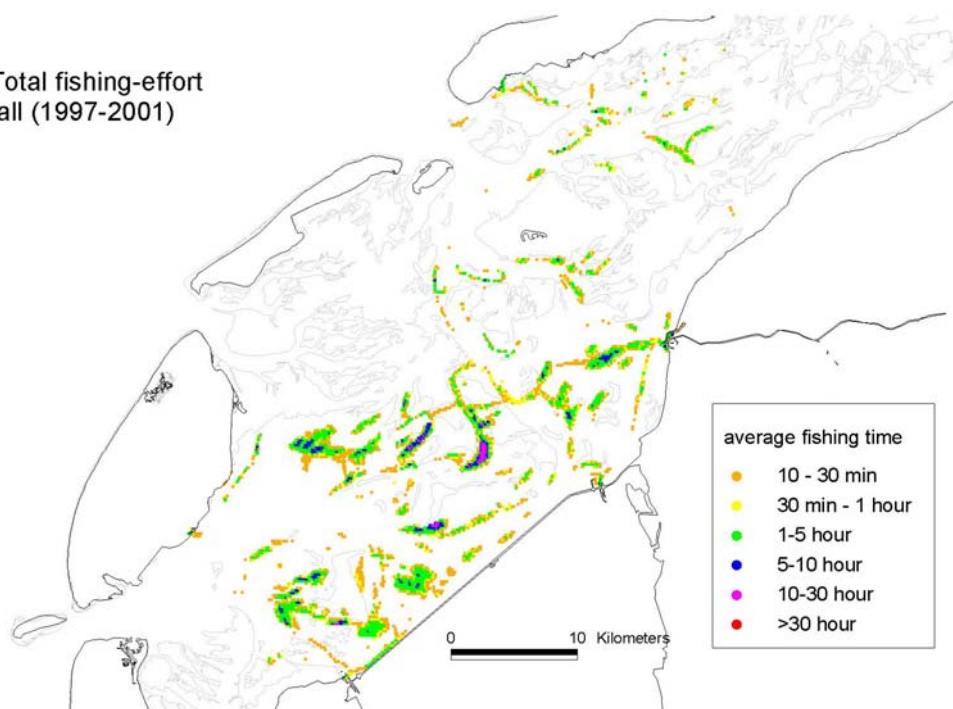 Total fishing-effort
all (1997-2001)
average fishing time
10 - 30 min
30 min - 1 hour
1-5 hour
5-10 hour
10-30 hour
>30 hour
0 10 Kilometers